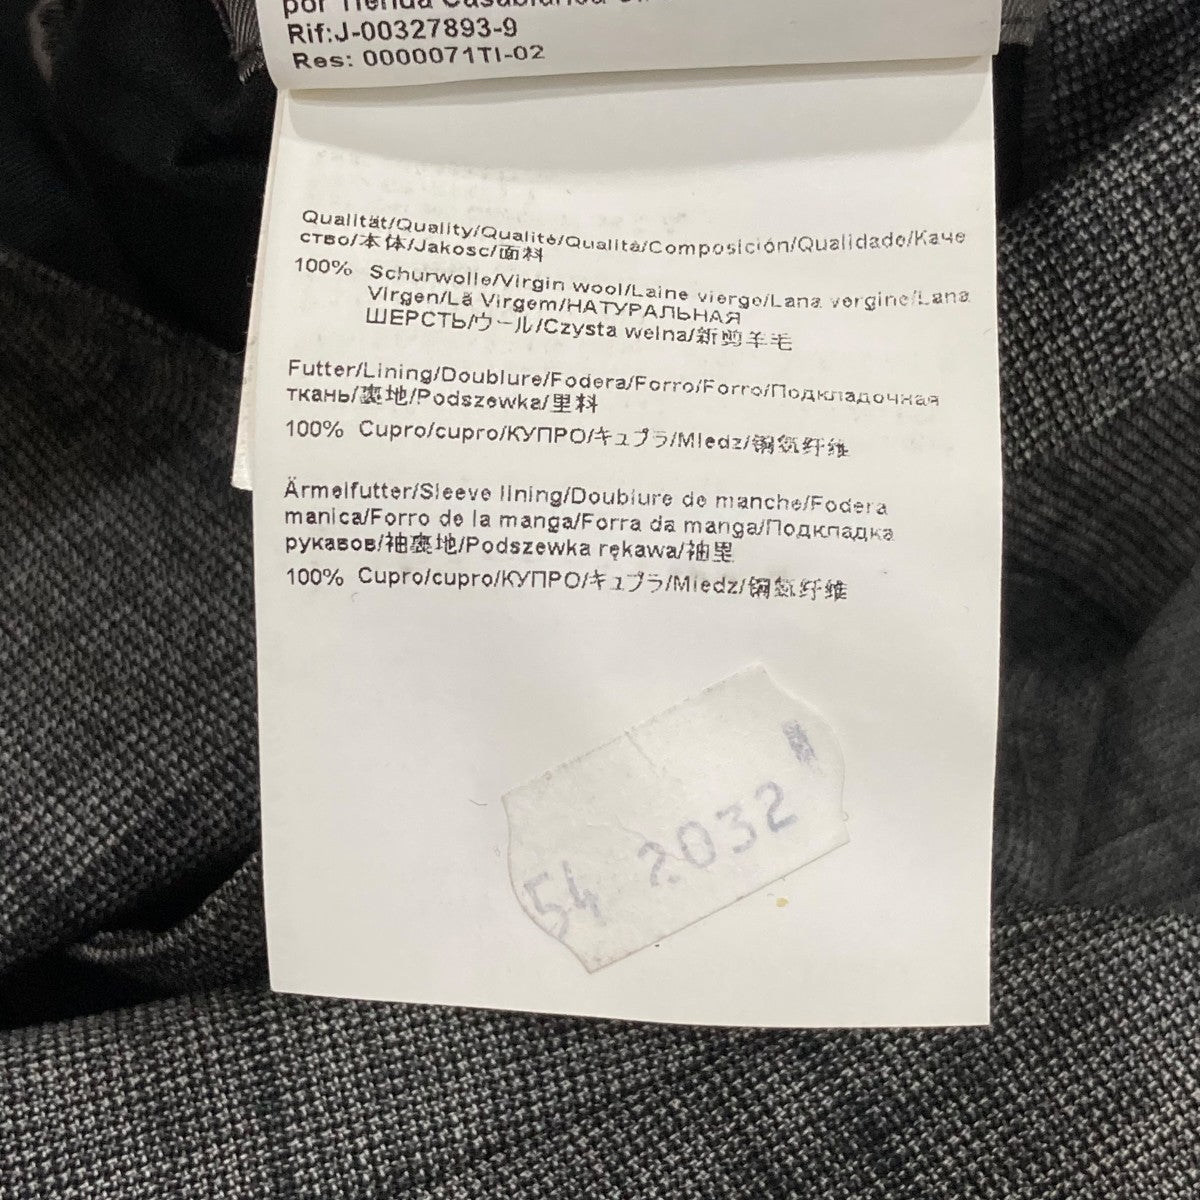 por Tienda Casablanca
Rif:J-00327893-9
Res: 0000071TI-02
Qualität/Quality/Qualité/Qualità/Composición/Qualidade/Каче
ство/本体/Jakosc/面料
100% Schurwolle/Virgin wool/Laine vierge/Lana vergine/Lana
Virgen/Lã Virgem/НАТУРАЛЬНАЯ
ШЕРСТЬ/ウール/Czysta welna/新剪羊毛
Futter/Lining/Doublure/Fodera/Forro/Forro/Подкладочная
ткань/裏地/Podszewka/里料
100% Cupro/cupro/КУПРО/キュプラ/Miedz/铜氨纤维
Ärmelfutter/Sleeve lining/Doublure de manche/Fodera
manica/Forro de la manga/Forra da manga/Подкладка
рукавов/袖裏地/Podszewka rękawa/袖里
100% Cupro/cupro/КУПРО/キュプラ/Miedz/铜氨纤维
54 2032